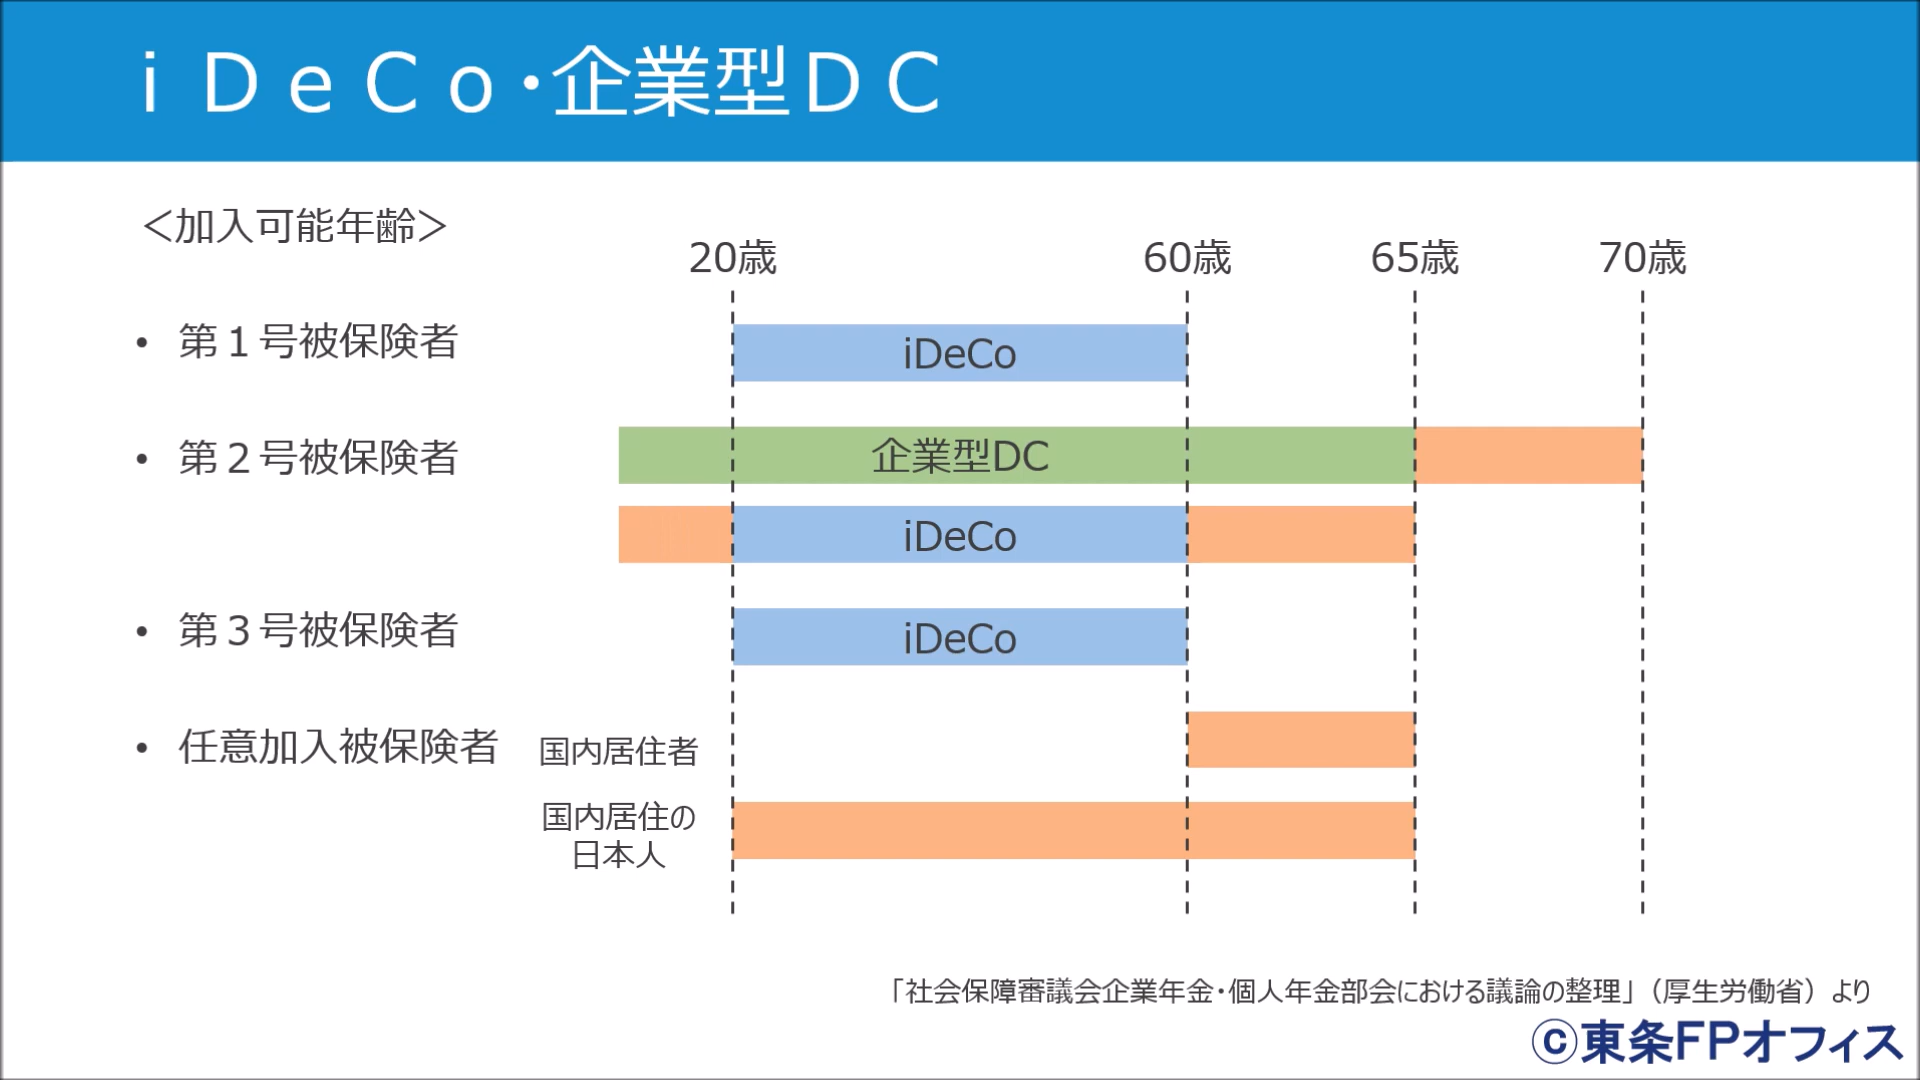 ｉＤｅＣｏ・企業型ＤＣ
＜加入可能年齢＞
20歳 60歳 65歳 70歳
• 第１号被保険者
iDeCo
• 第２号被保険者
企業型DC
iDeCo
• 第３号被保険者
iDeCo
• 任意加入被保険者
国内居住者
国内居住の
日本人
「社会保障審議会企業年金・個人年金部会における議論の整理」（厚生労働省）より
©東条FPオフィス